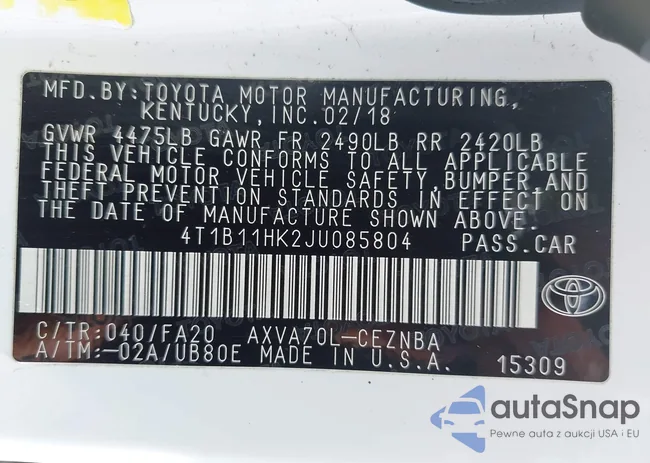 MFD.BY:TOYOTA MOTOR MANUFACTURING,
KENTUCKY,INC.02/18
GVWR 4475LB GAWR FR 2490LB RR 2420LB
THIS VEHICLE CONFORMS TO ALL APPLICABLE
FEDERAL MOTOR VEHICLE SAFETY,BUMPER,AND
THEFT PREVENTION STANDARDS IN EFFECT ON
THE DATE OF MANUFACTURE SHOWN ABOVE.
4T1B11HK2JU085804 PASS.CAR
C/TR:040/FA20 AXVA70L-CEZNBA
A/TM:-02A/UB80E MADE IN U.S.A. 15309
autaSnap
Pewne auta z aukcji USA i EU